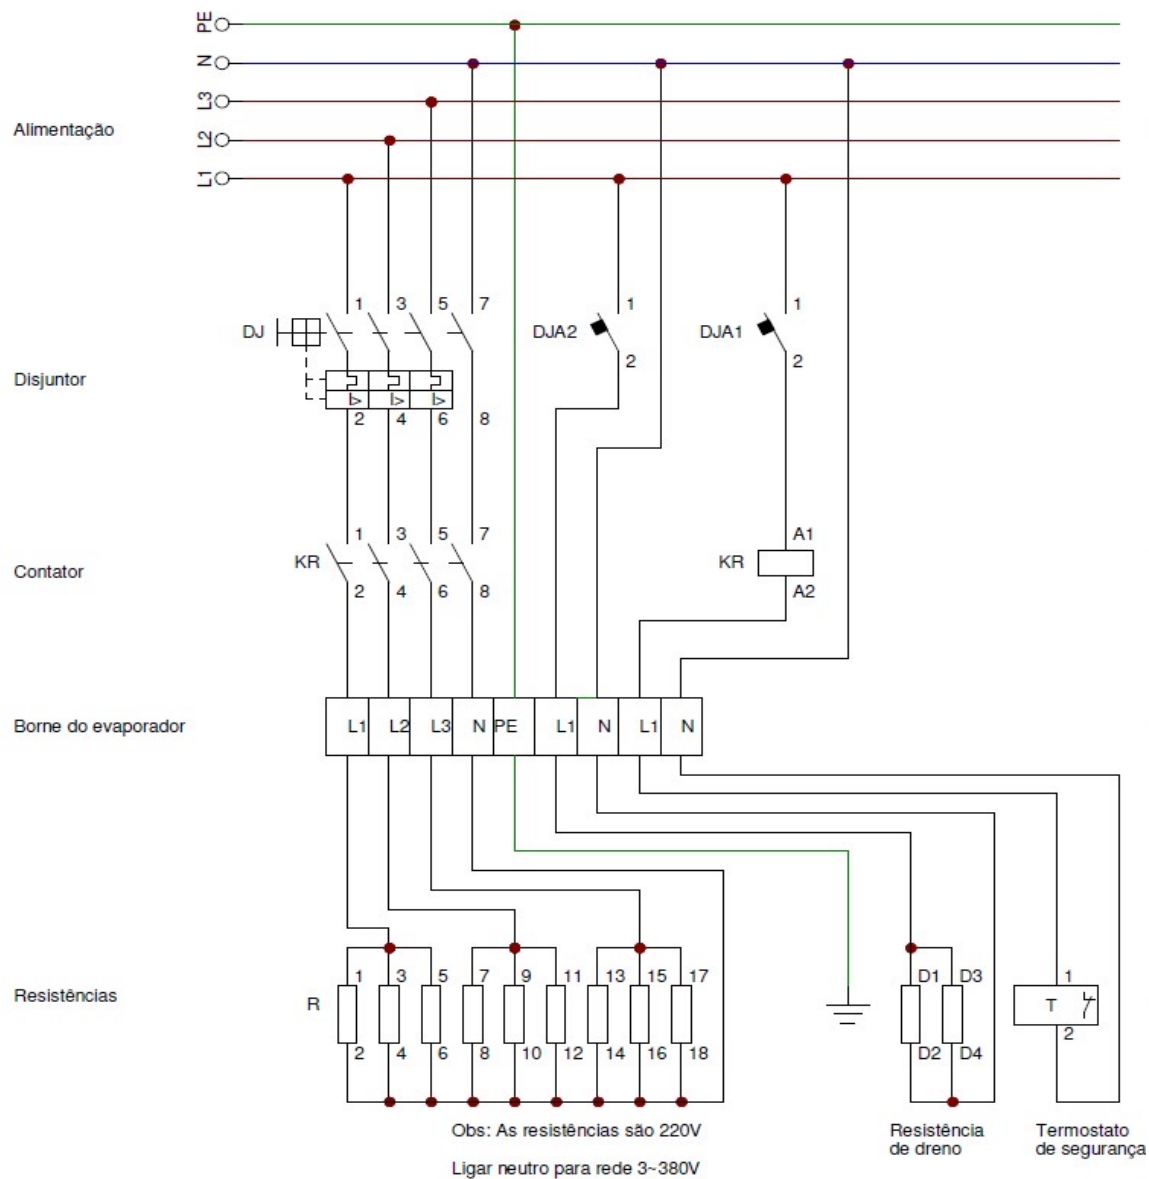 PE
N
L3
Alimentação
L2
L1
1 3 5 7 1 1
DJ DJA2 DJA1
2 2
Disjuntor
I> I> I>
2 4 6 8
1 3 5 7 A1
KR KR
Contator
2 4 6 8 A2
Borne do evaporador L1 L2 L3 N PE L1 N L1 N
1 3 5 7 9 11 13 15 17 D1 D3 1
Resistências R T
2 4 6 8 10 12 14 16 18 D2 D4 2
Obs: As resistências são 220V
Ligar neutro para rede 3~380V
Resistência
de dreno
Termostato
de segurança